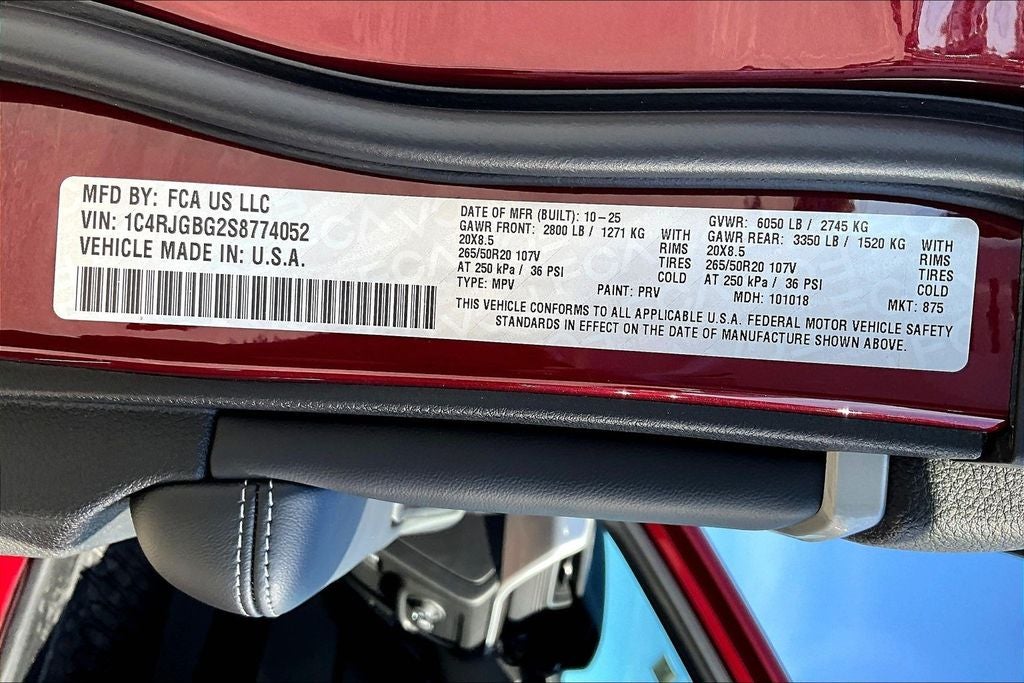 MFD BY: FCA US LLC
VIN: 1C4RJGBG2S8774052
VEHICLE MADE IN: U.S.A.
DATE OF MFR (BUILT): 10-25
GAWR FRONT: 2800 LB / 1271 KG WITH
20X8.5 RIMS
265/50R20 107V TIRES
AT 250 kPa / 36 PSI COLD
TYPE: MPV PAINT: PRV
GVWR: 6050 LB / 2745 KG
GAWR REAR: 3350 LB / 1520 KG WITH
20X8.5 RIMS
265/50R20 107V TIRES
AT 250 kPa / 36 PSI COLD
MDH: 101018 MKT: 875
THIS VEHICLE CONFORMS TO ALL APPLICABLE U.S.A. FEDERAL MOTOR VEHICLE SAFETY
STANDARDS IN EFFECT ON THE DATE OF MANUFACTURE SHOWN ABOVE.